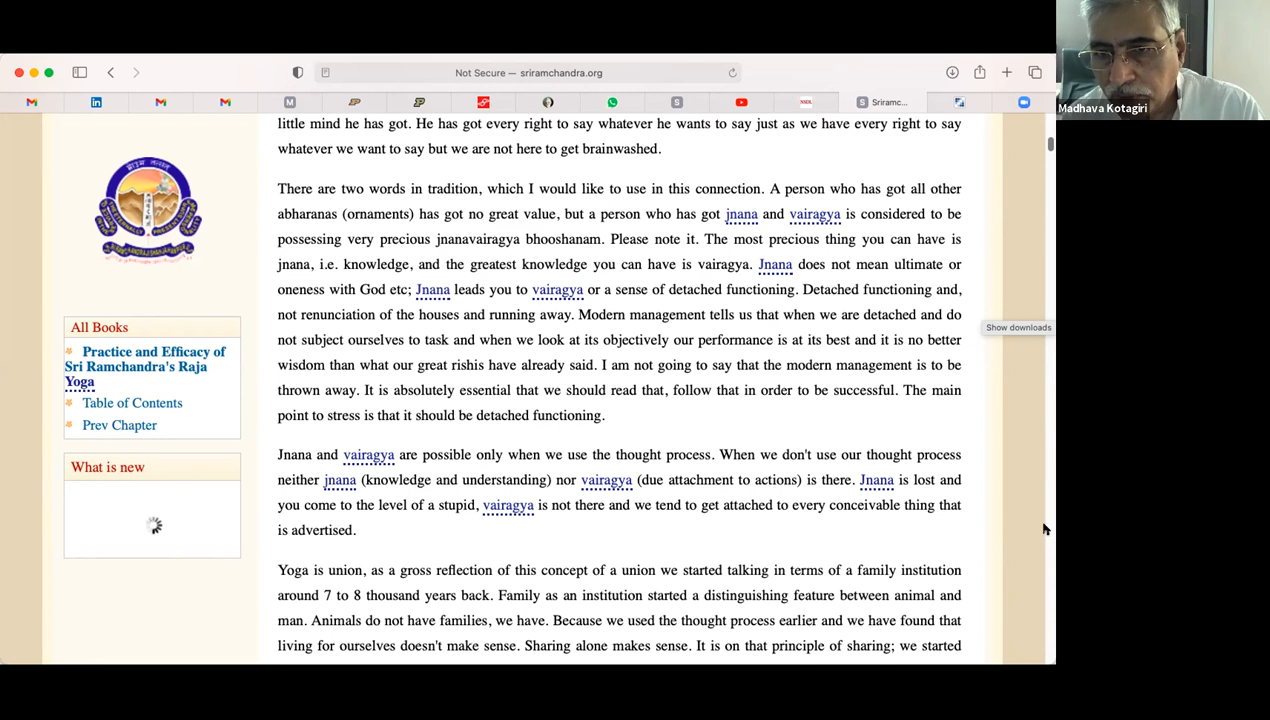 Not Secure — sriramchandra.org
Sriramc...
Madhava Kotagiri
little mind he has got. He has got every right to say whatever he wants to say just as we have every right to say
whatever we want to say but we are not here to get brainwashed.
There are two words in tradition, which I would like to use in this connection. A person who has got all other
abharanas (ornaments) has got no great value, but a person who has got jnana and vairagya is considered to be
possessing very precious jnanavairagya bhooshanam. Please note it. The most precious thing you can have is
jnana, i.e. knowledge, and the greatest knowledge you can have is vairagya. Jnana does not mean ultimate or
oneness with God etc; Jnana leads you to vairagya or a sense of detached functioning. Detached functioning and,
not renunciation of the houses and running away. Modern management tells us that when we are detached and do
not subject ourselves to task and when we look at its objectively our performance is at its best and it is no better
wisdom than what our great rishis have already said. I am not going to say that the modern management is to be
thrown away. It is absolutely essential that we should read that, follow that in order to be successful. The main
point to stress is that it should be detached functioning.
Jnana and vairagya are possible only when we use the thought process. When we don't use our thought process
neither jnana (knowledge and understanding) nor vairagya (due attachment to actions) is there. Jnana is lost and
you come to the level of a stupid, vairagya is not there and we tend to get attached to every conceivable thing that
is advertised.
Yoga is union, as a gross reflection of this concept of a union we started talking in terms of a family institution
around 7 to 8 thousand years back. Family as an institution started a distinguishing feature between animal and
man. Animals do not have families, we have. Because we used the thought process earlier and we have found that
living for ourselves doesn't make sense. Sharing alone makes sense. It is on that principle of sharing; we started
All Books
Practice and Efficacy of
Sri Ramchandra's Raja
Yoga
Table of Contents
Prev Chapter
What is new
Show downloads